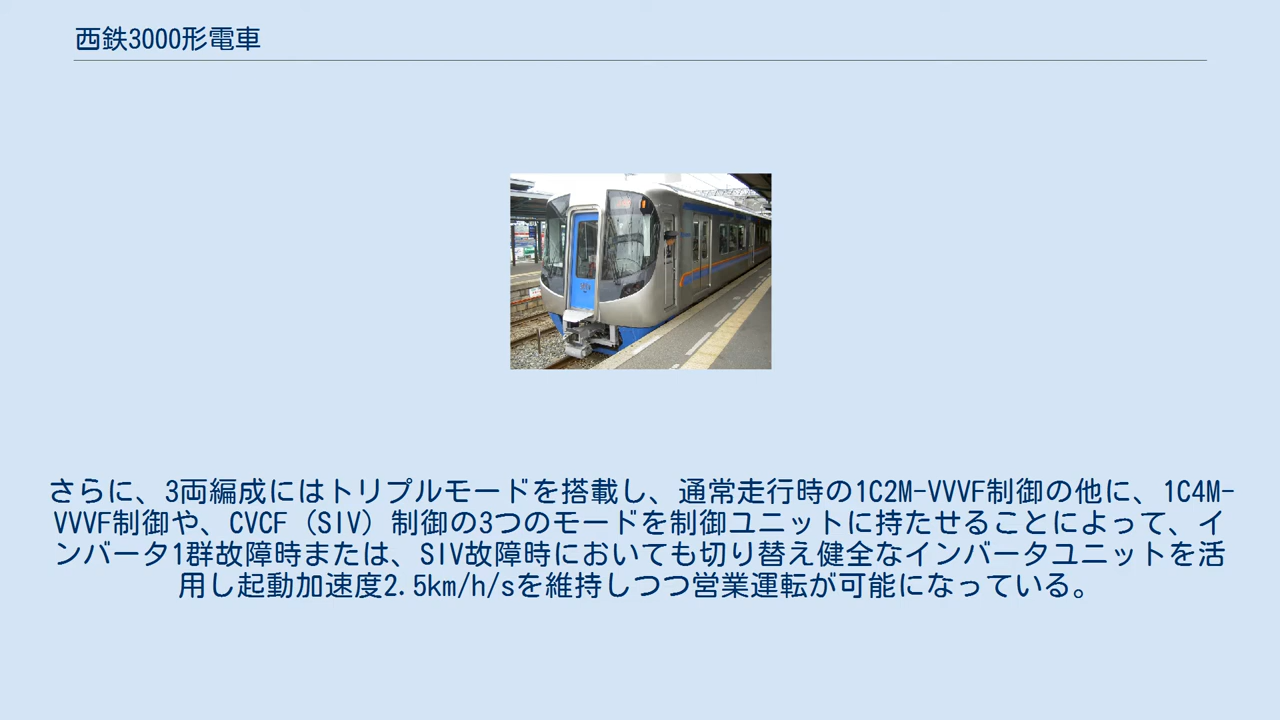 西鉄3000形電車
さらに、3両編成にはトリプルモードを搭載し、通常走行時の1C2M-VVVF制御の他に、1C4M-
VVVF制御や、CVCF（SIV）制御の3つのモードを制御ユニットに持たせることによって、イ
ンバータ1群故障時または、SIV故障時においても切り替え健全なインバータユニットを活
用し起動加速度2.5km/h/sを維持しつつ営業運転が可能になっている。